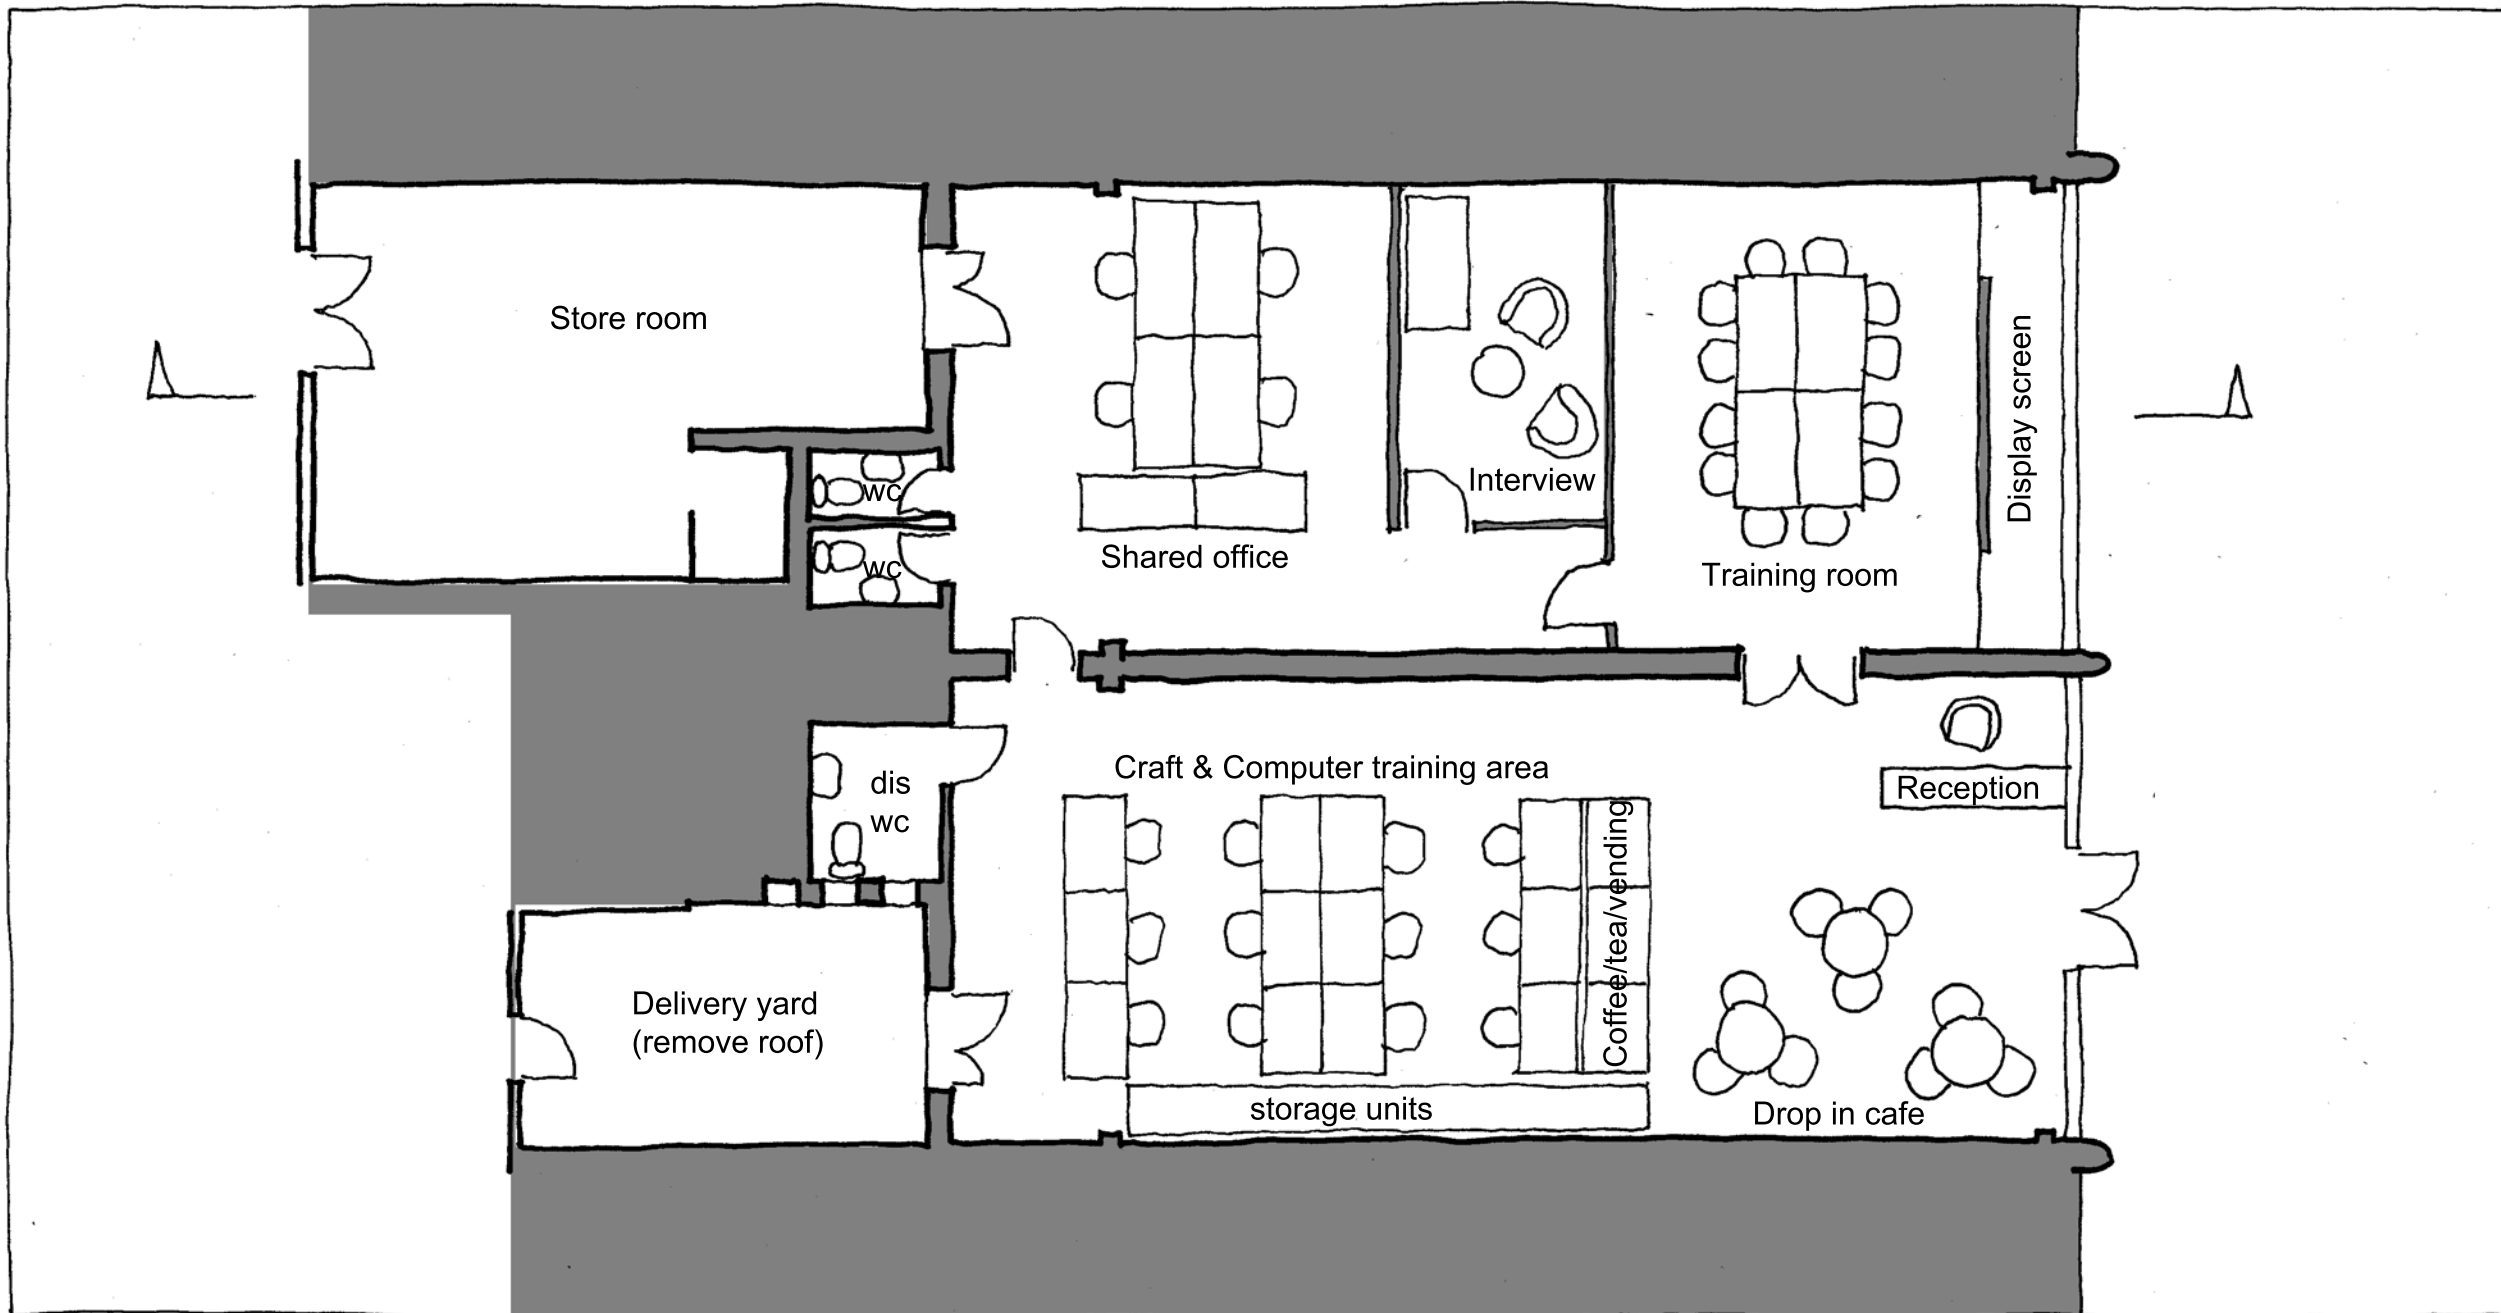 Store room
Display screen
wc
Interview
Shared office
wc
Training room
Craft & Computer training area
dis
wc
Reception
Coffee/tea/vending
Delivery yard
(remove roof)
storage units
Drop in cafe